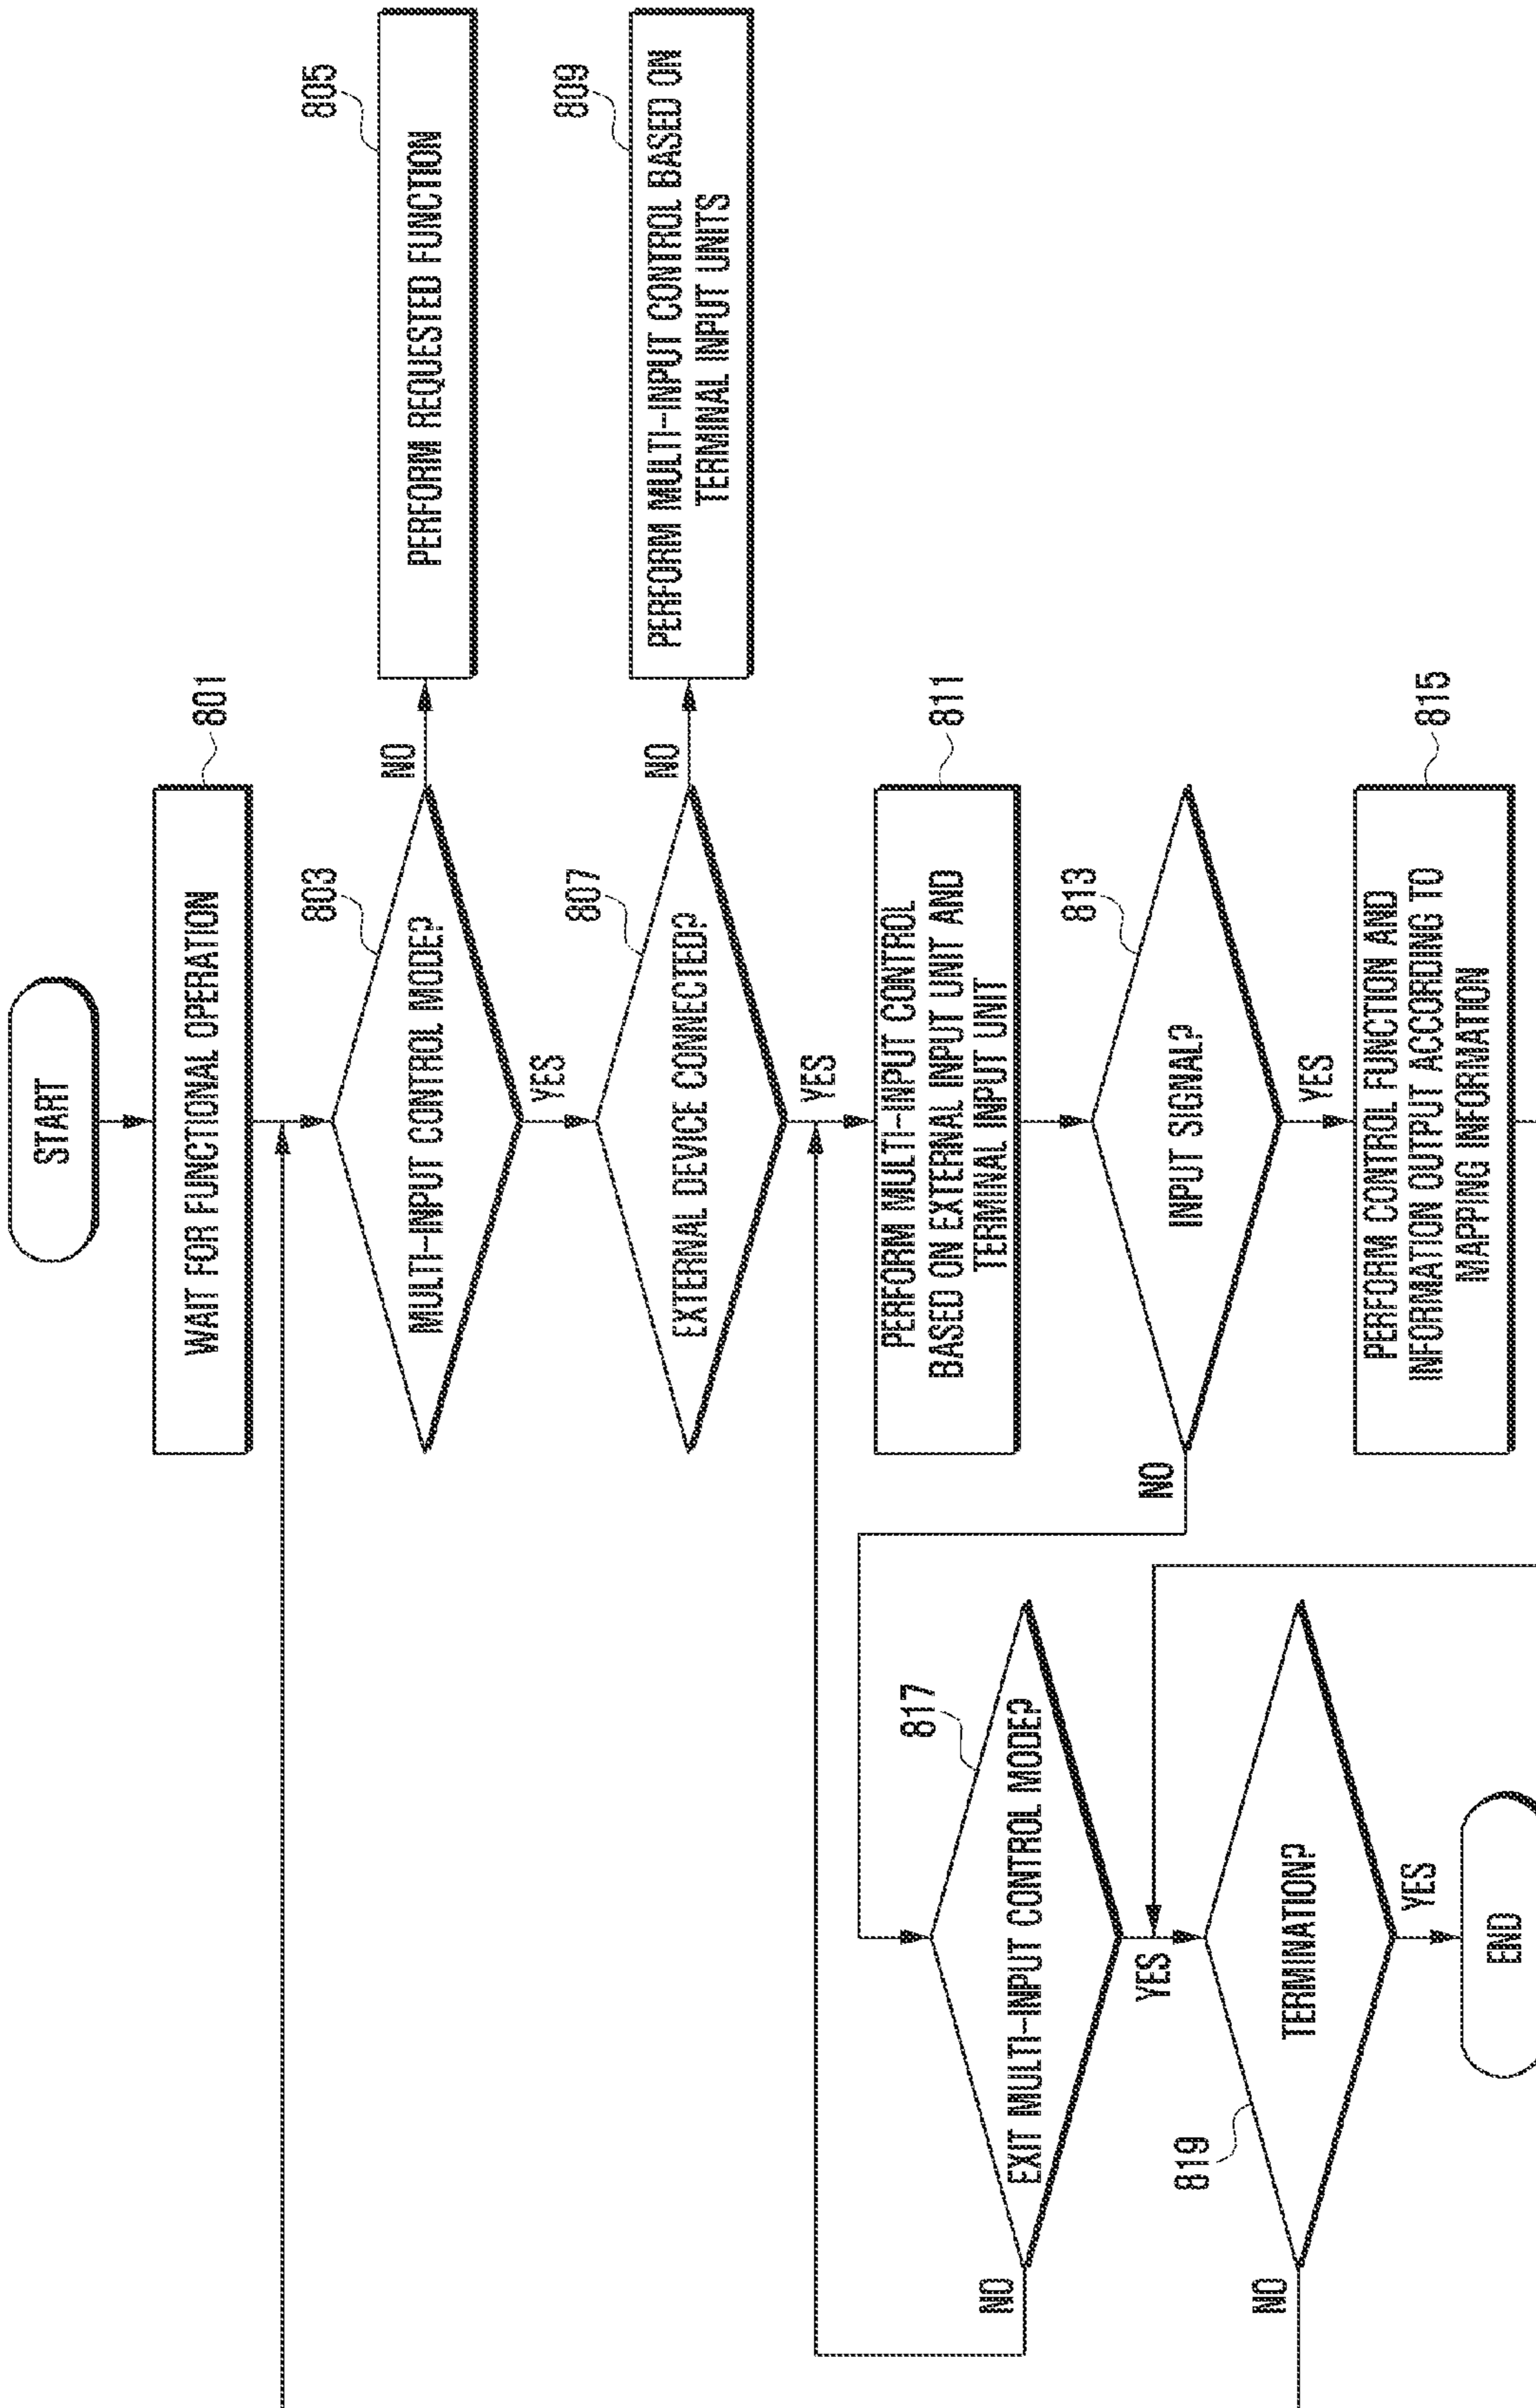 START
WAIT FOR FUNCTIONAL OPERATION
801
MULTI-INPUT CONTROL MODE?
803
NO
PERFORM REQUESTED FUNCTION
805
YES
EXTERNAL DEVICE CONNECTED?
807
NO
PERFORM MULTI-INPUT CONTROL BASED ON
TERMINAL INPUT UNITS
809
YES
PERFORM MULTI-INPUT CONTROL
BASED ON EXTERNAL INPUT UNIT AND
TERMINAL INPUT UNIT
811
INPUT SIGNAL?
813
NO
YES
PERFORM CONTROL FUNCTION AND
INFORMATION OUTPUT ACCORDING TO
MAPPING INFORMATION
815
EXIT MULTI-INPUT CONTROL MODE?
817
NO
YES
TERMINATION?
819
NO
YES
END